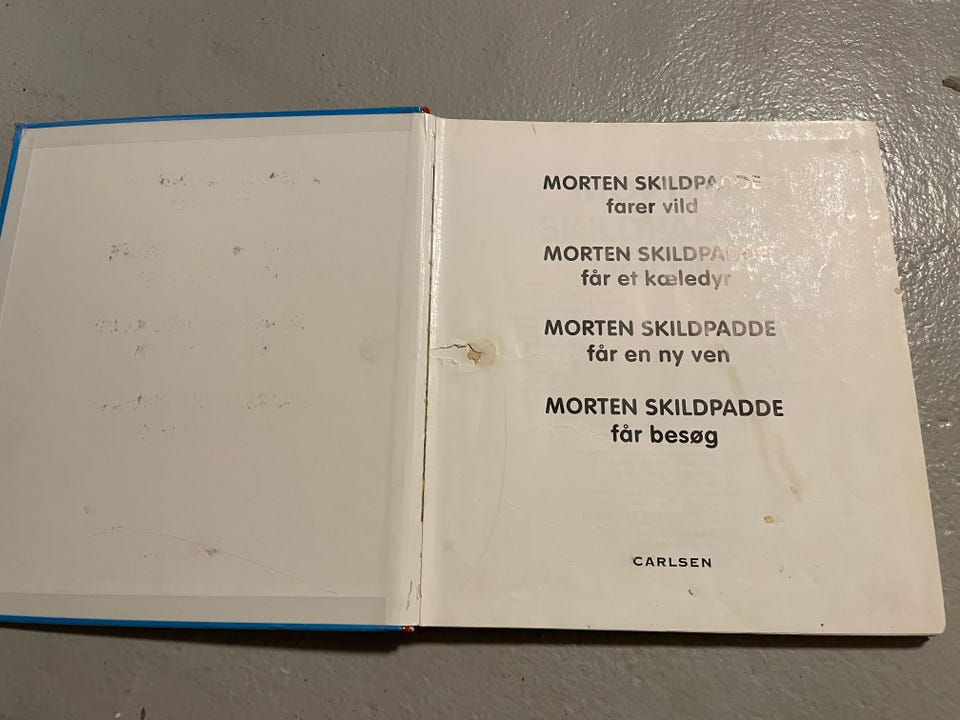 MORTEN SKILDPADDE
farer vild
MORTEN SKILDPADDE
får et kæledyr
MORTEN SKILDPADDE
får en ny ven
MORTEN SKILDPADDE
får besøg
CARLSEN